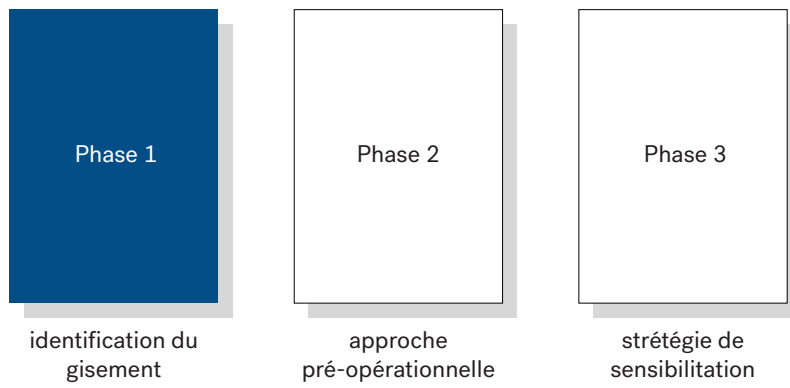 Phase 1
Phase 2
Phase 3
identification du
gisement
approche
pré-opérationnelle
strétégie de
sensibilitation